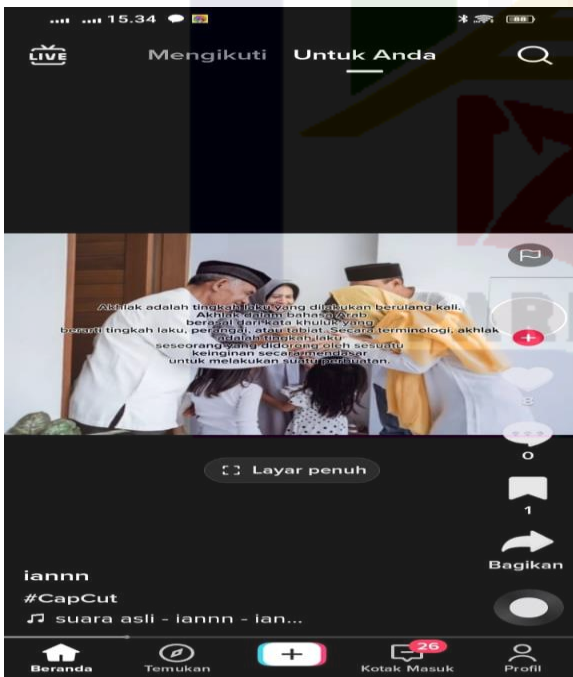 15.34
88
LIVE
Mengikuti Untuk Anda
Akhlak adalah tingkah laku yang dilakukan berulang kali.
Akhlak dalam bahasa Arab
berasal dari kata khuluk yang
berarti tingkah laku, perangai, atau tabiat. Secara terminologi, akhlak
adalah tingkah laku
seseorang yang didorong oleh sesuatu
keinginan secara mendasar
untuk melakukan suatu perbuatan.
8
0
Layar penuh
1
Bagikan
iannn
#CapCut
suara asli - iannn - ian...
26
Beranda Temukan Kotak Masuk Profil